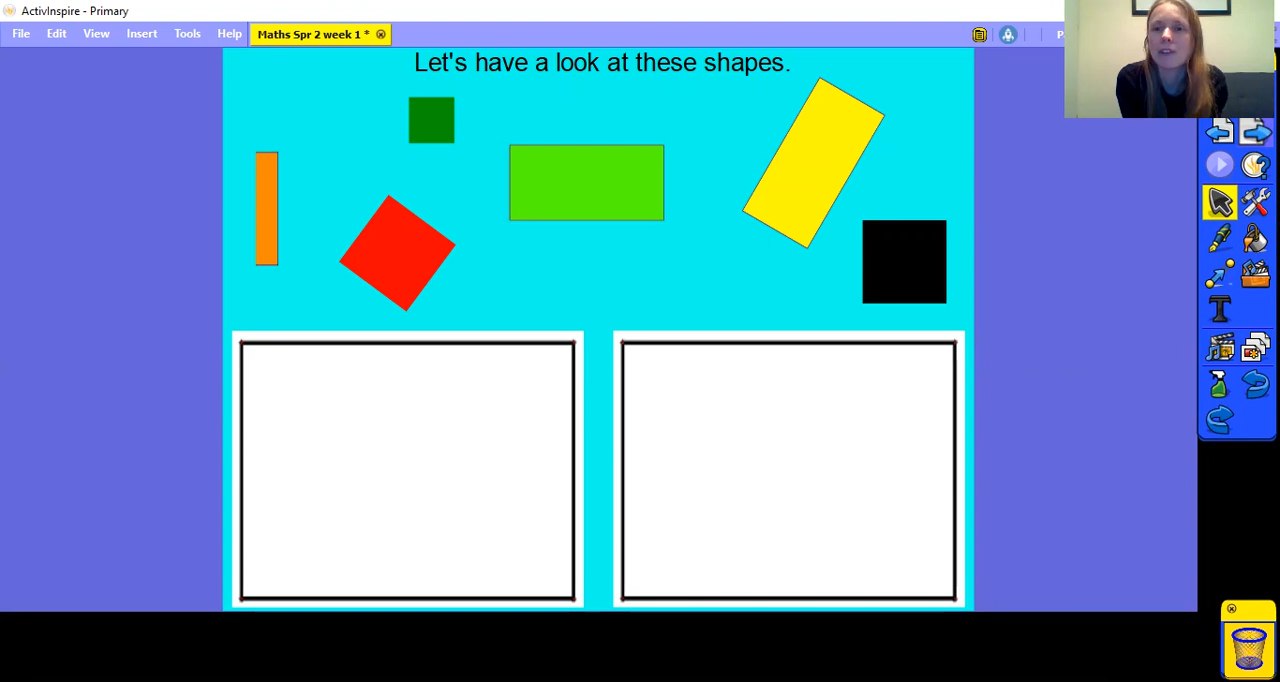 ActivInspire - Primary
File Edit View Insert Tools Help Maths Spr 2 week 1 *
Let's have a look at these shapes.